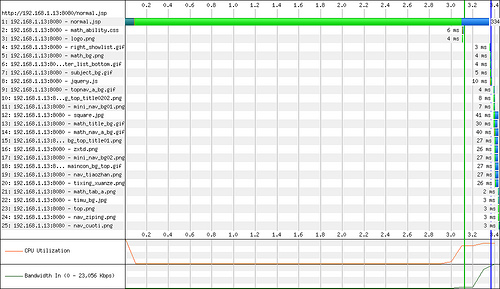 0.2 0.4 0.6 0.8 1.0 1.2 1.4 1.6 1.8 2.0 2.2 2.4 2.6 2.8 3.0 3.2 3.4
http://192.168.1.13:8080/normal.jsp
1: 192.168.1.13:8080 - normal.jsp 334
2: 192.168.1.13:8080 - math_ability.css 6 ms
3: 192.168.1.13:8080 - logo.png 4 ms
4: 192.168.1.13:8080 - right_showlist.gif 3 ms
5: 192.168.1.13:8080 - math_bg.png 4 ms
6: 192.168.1.13:80...ter_list_bottom.gif 4 ms
7: 192.168.1.13:8080 - subject_bg.gif 5 ms
8: 192.168.1.13:8080 - jquery.js 10 ms
9: 192.168.1.13:8080 - topnav_a_bg.gif 4 ms
10: 192.168.1.13:8080...g_top_title0202.png 8 ms
11: 192.168.1.13:8080 - mini_nav_bg01.png 7 ms
12: 192.168.1.13:8080 - square.jpg 41 ms
13: 192.168.1.13:8080 - math_title_bg.gif 30 ms
14: 192.168.1.13:8080 - math_nav_a_bg.gif 40 ms
15: 192.168.1.13:8... bg_top_title01.png 27 ms
16: 192.168.1.13:8080 - zxtd.png 26 ms
17: 192.168.1.13:8080 - mini_nav_bg02.png 27 ms
18: 192.168.1.13:8...maincon_bg_top.gif 27 ms
19: 192.168.1.13:8080 - nav_tiaozhan.png 27 ms
20: 192.168.1.13:8080 - tixing_xuanze.png 26 ms
21: 192.168.1.13:8080 - math_tab_a.png 2 ms
22: 192.168.1.13:8080 - timu_bg.jpg 3 ms
23: 192.168.1.13:8080 - top.png 3 ms
24: 192.168.1.13:8080 - nav_ziping.png 3 ms
25: 192.168.1.13:8080 - nav_cuoti.png 3 ms
0.2 0.4 0.6 0.8 1.0 1.2 1.4 1.6 1.8 2.0 2.2 2.4 2.6 2.8 3.0 3.2 3.4
CPU Utilization
Bandwidth In (0 - 23,056 Kbps)